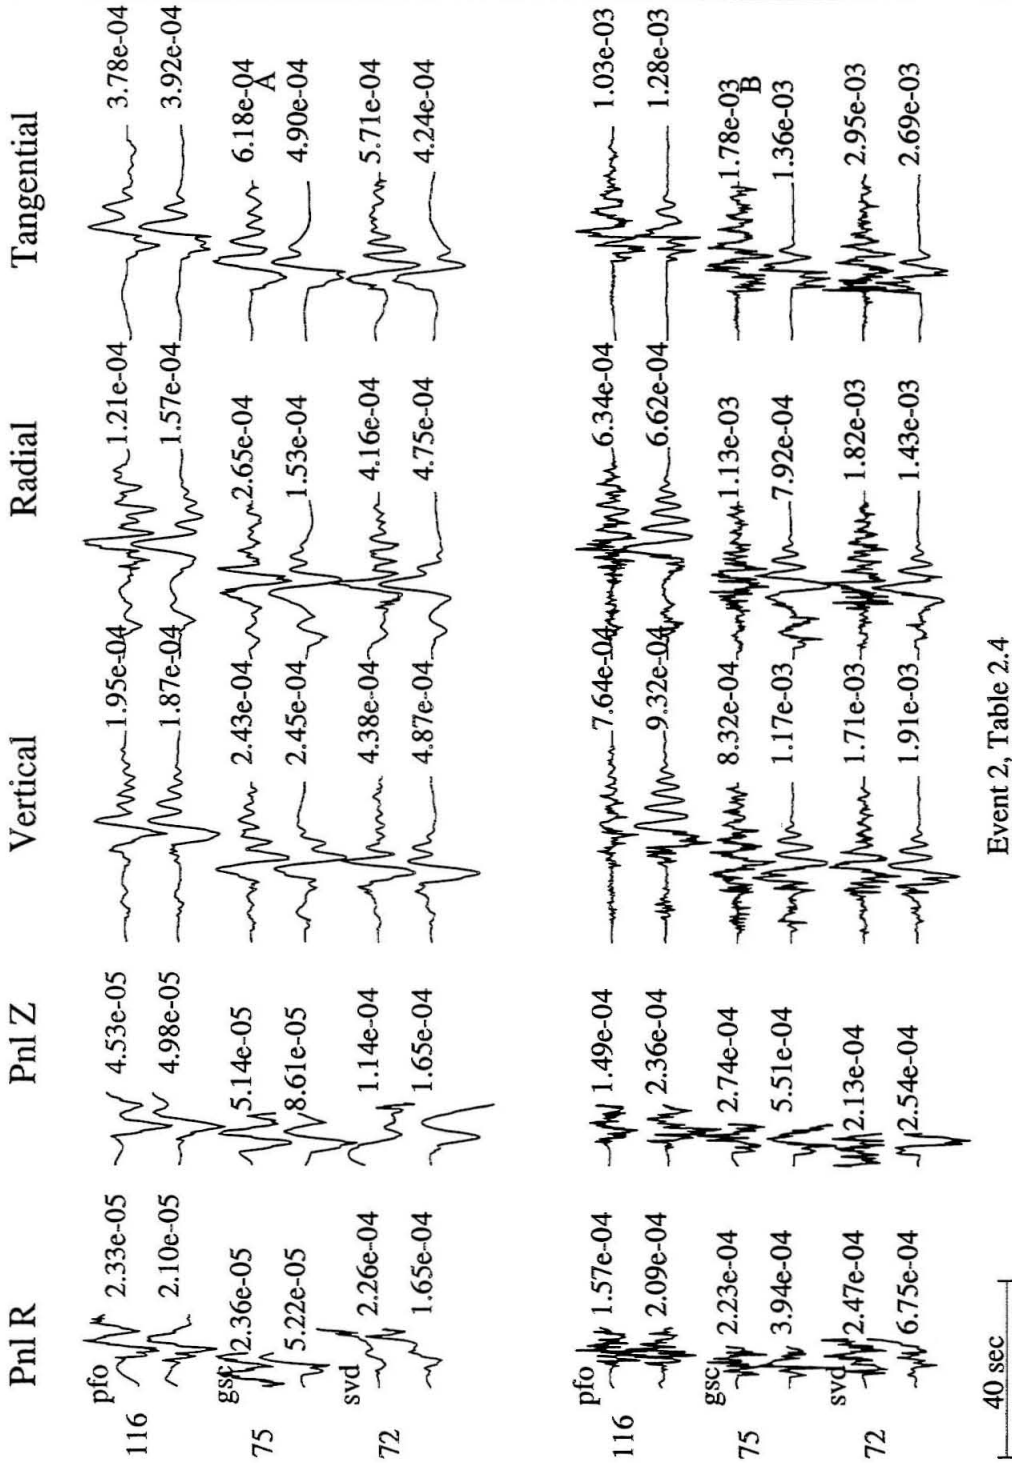 Pnl R Pnl Z Vertical Radial Tangential
pfo
116 2.33e-05 4.53e-05 1.95e-04 1.21e-04 3.78e-04
2.10e-05 4.98e-05 1.87e-04 1.57e-04 3.92e-04
gsc
75 2.36e-05 5.14e-05 2.43e-04 2.65e-04 6.18e-04
A
5.22e-05 8.61e-05 2.45e-04 1.53e-04 4.90e-04
svd
72 2.26e-04 1.14e-04 4.38e-04 4.16e-04 5.71e-04
1.65e-04 1.65e-04 4.87e-04 4.75e-04 4.24e-04
pfo
116 1.57e-04 1.49e-04 7.64e-04 6.34e-04 1.03e-03
2.09e-04 2.36e-04 9.32e-04 6.62e-04 1.28e-03
gsc
75 2.23e-04 2.74e-04 8.32e-04 1.13e-03 1.78e-03
B
3.94e-04 5.51e-04 1.17e-03 7.92e-04 1.36e-03
svd
72 2.47e-04 2.13e-04 1.71e-03 1.82e-03 2.95e-03
6.75e-04 2.54e-04 1.91e-03 1.43e-03 2.69e-03
40 sec
Event 2, Table 2.4